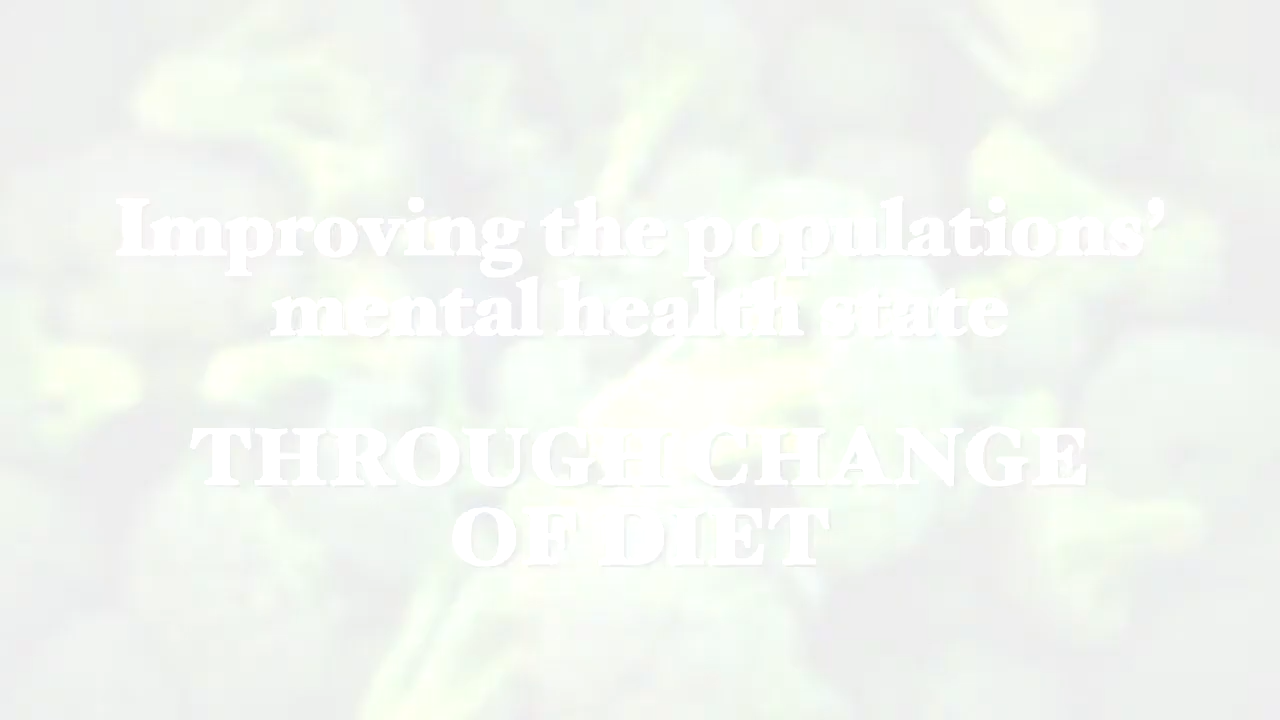 Improving the populations’
mental health state
THROUGH CHANGE
OF DIET